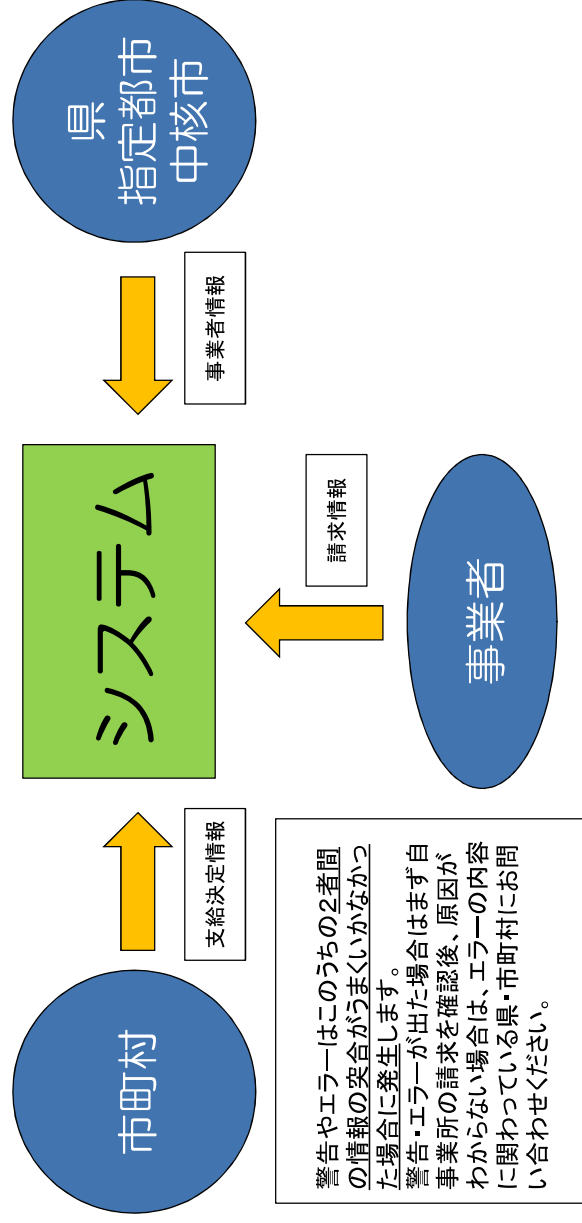 市町村
支給決定情報
システム
事業者情報
県
指定都市
中核市
請求情報
事業者
警告やエラーはこのうちの2者間
の情報の突合がうまくいかなかっ
た場合に発生します。
警告・エラーが出た場合はまず自
事業所の請求を確認後、原因が
わからない場合は、エラーの内容
に関わっている県・市町村にお問
い合わせください。